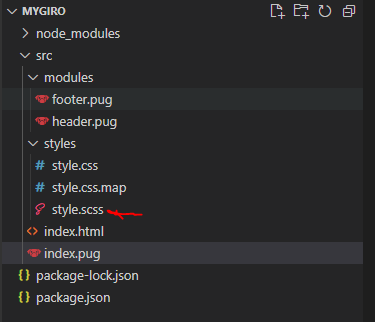 MYGIRO
node_modules
src
modules
footer.pug
header.pug
styles
# style.css
# style.css.map
style.scss
<> index.html
index.pug
{} package-lock.json
{} package.json